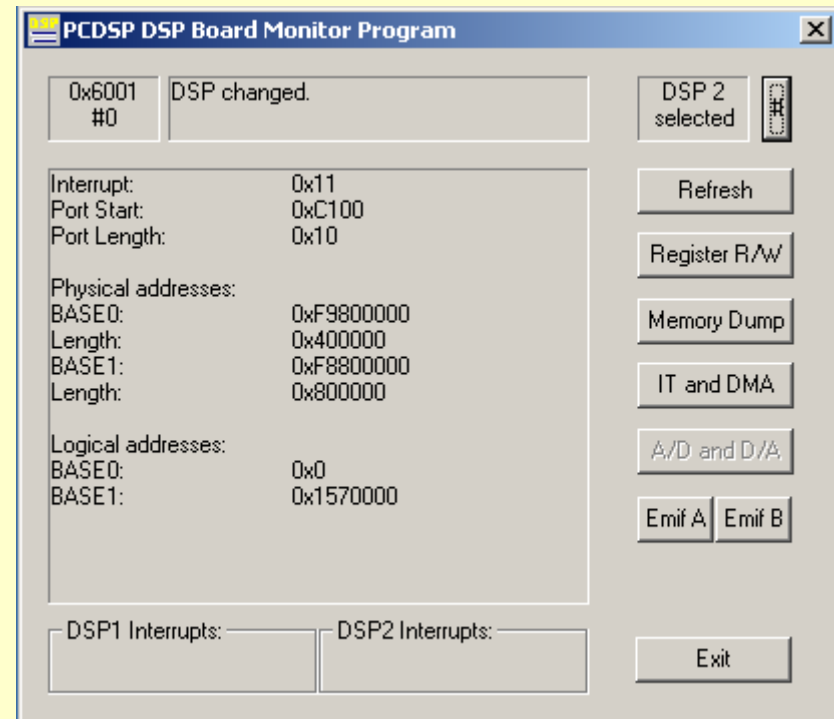 DSP
PCDSP DSP Board Monitor Program
0x6001
#0
DSP changed.
DSP 2
selected
#
Interrupt: 0x11
Port Start: 0xC100
Port Length: 0x10
Physical addresses:
BASE0: 0xF9800000
Length: 0x400000
BASE1: 0xF8800000
Length: 0x800000
Logical addresses:
BASE0: 0x0
BASE1: 0x1570000
Refresh
Register R/W
Memory Dump
IT and DMA
A/D and D/A
Emif A Emif B
DSP1 Interrupts: DSP2 Interrupts:
Exit